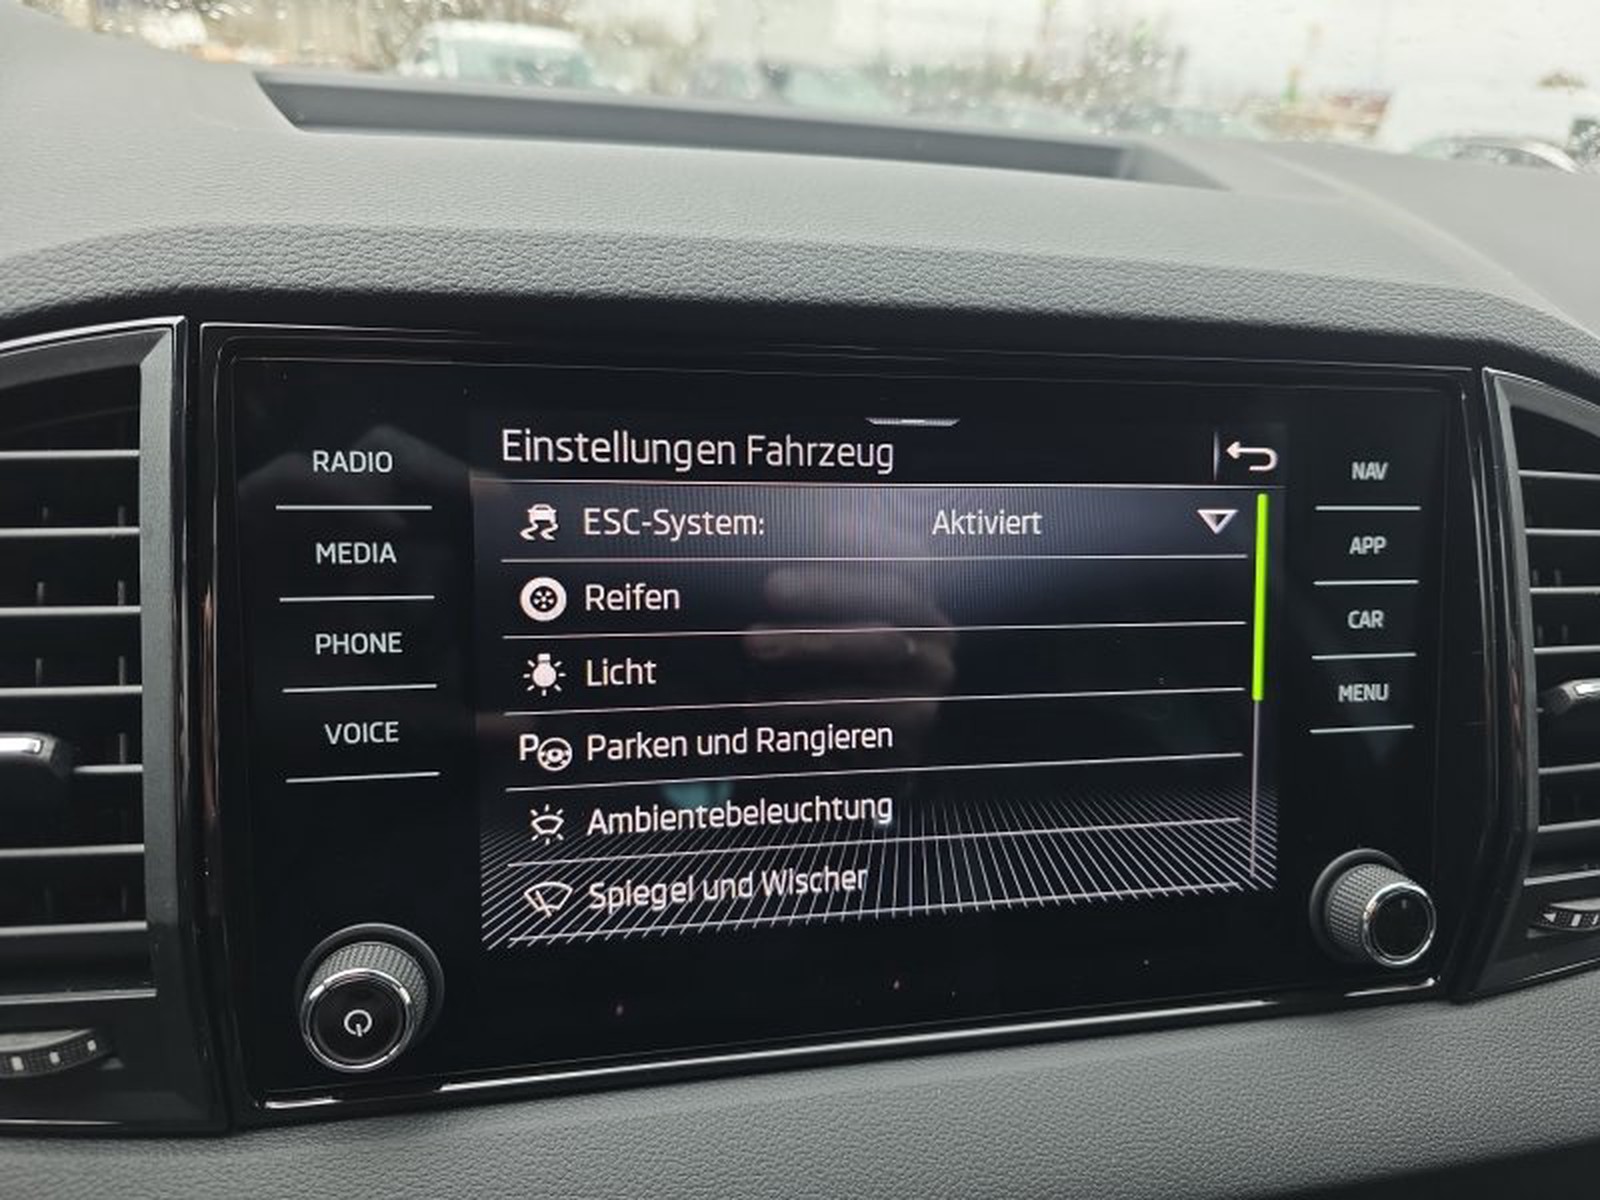 Einstellungen Fahrzeug
RADIO
MEDIA
PHONE
VOICE
ESC-System: Aktiviert
Reifen
Licht
Parken und Rangieren
Ambientebeleuchtung
Spiegel und Wischer
NAV
APP
CAR
MENU